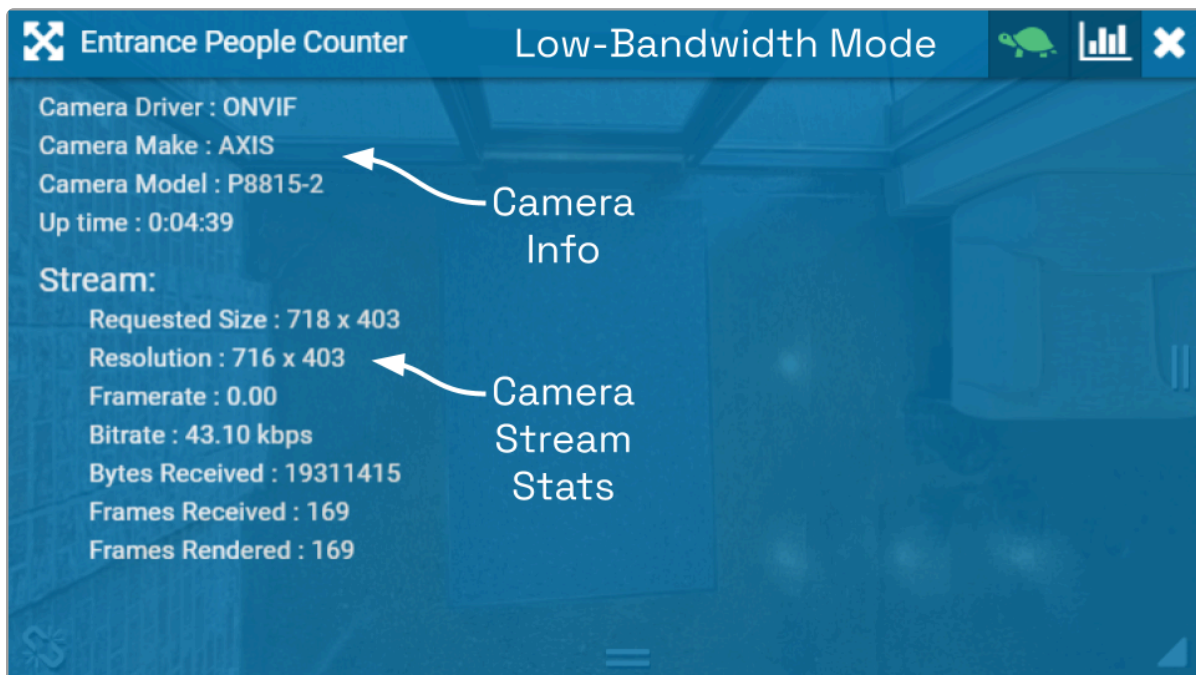 Entrance People Counter
Low-Bandwidth Mode
Camera Driver : ONVIF
Camera Make : AXIS
Camera Model : P8815-2
Up time : 0:04:39
Camera
Info
Stream:
Requested Size : 718 x 403
Resolution : 716 x 403
Framerate : 0.00
Bitrate : 43.10 kbps
Bytes Received : 19311415
Frames Received : 169
Frames Rendered : 169
Camera
Stream
Stats